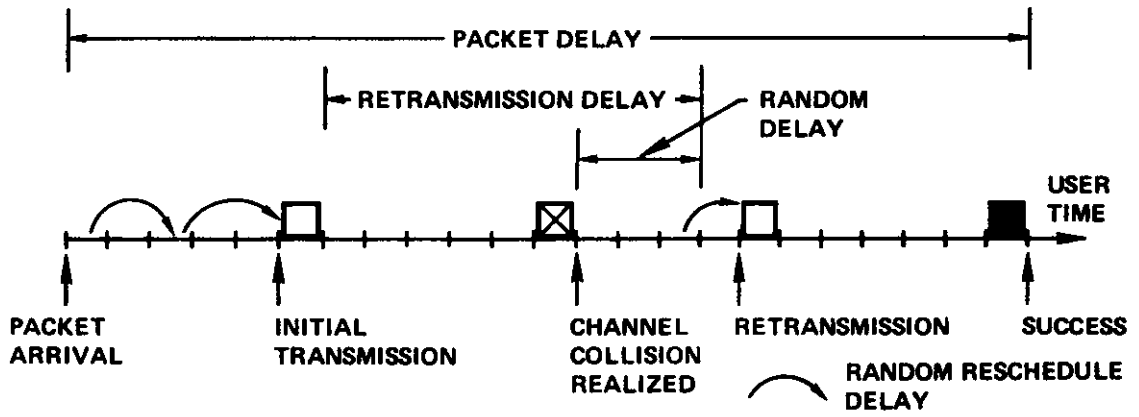 PACKET DELAY
RETRANSMISSION DELAY
RANDOM
DELAY
USER
TIME
PACKET
ARRIVAL
INITIAL
TRANSMISSION
CHANNEL
COLLISION
REALIZED
RETRANSMISSION
SUCCESS
RANDOM RESCHEDULE
DELAY